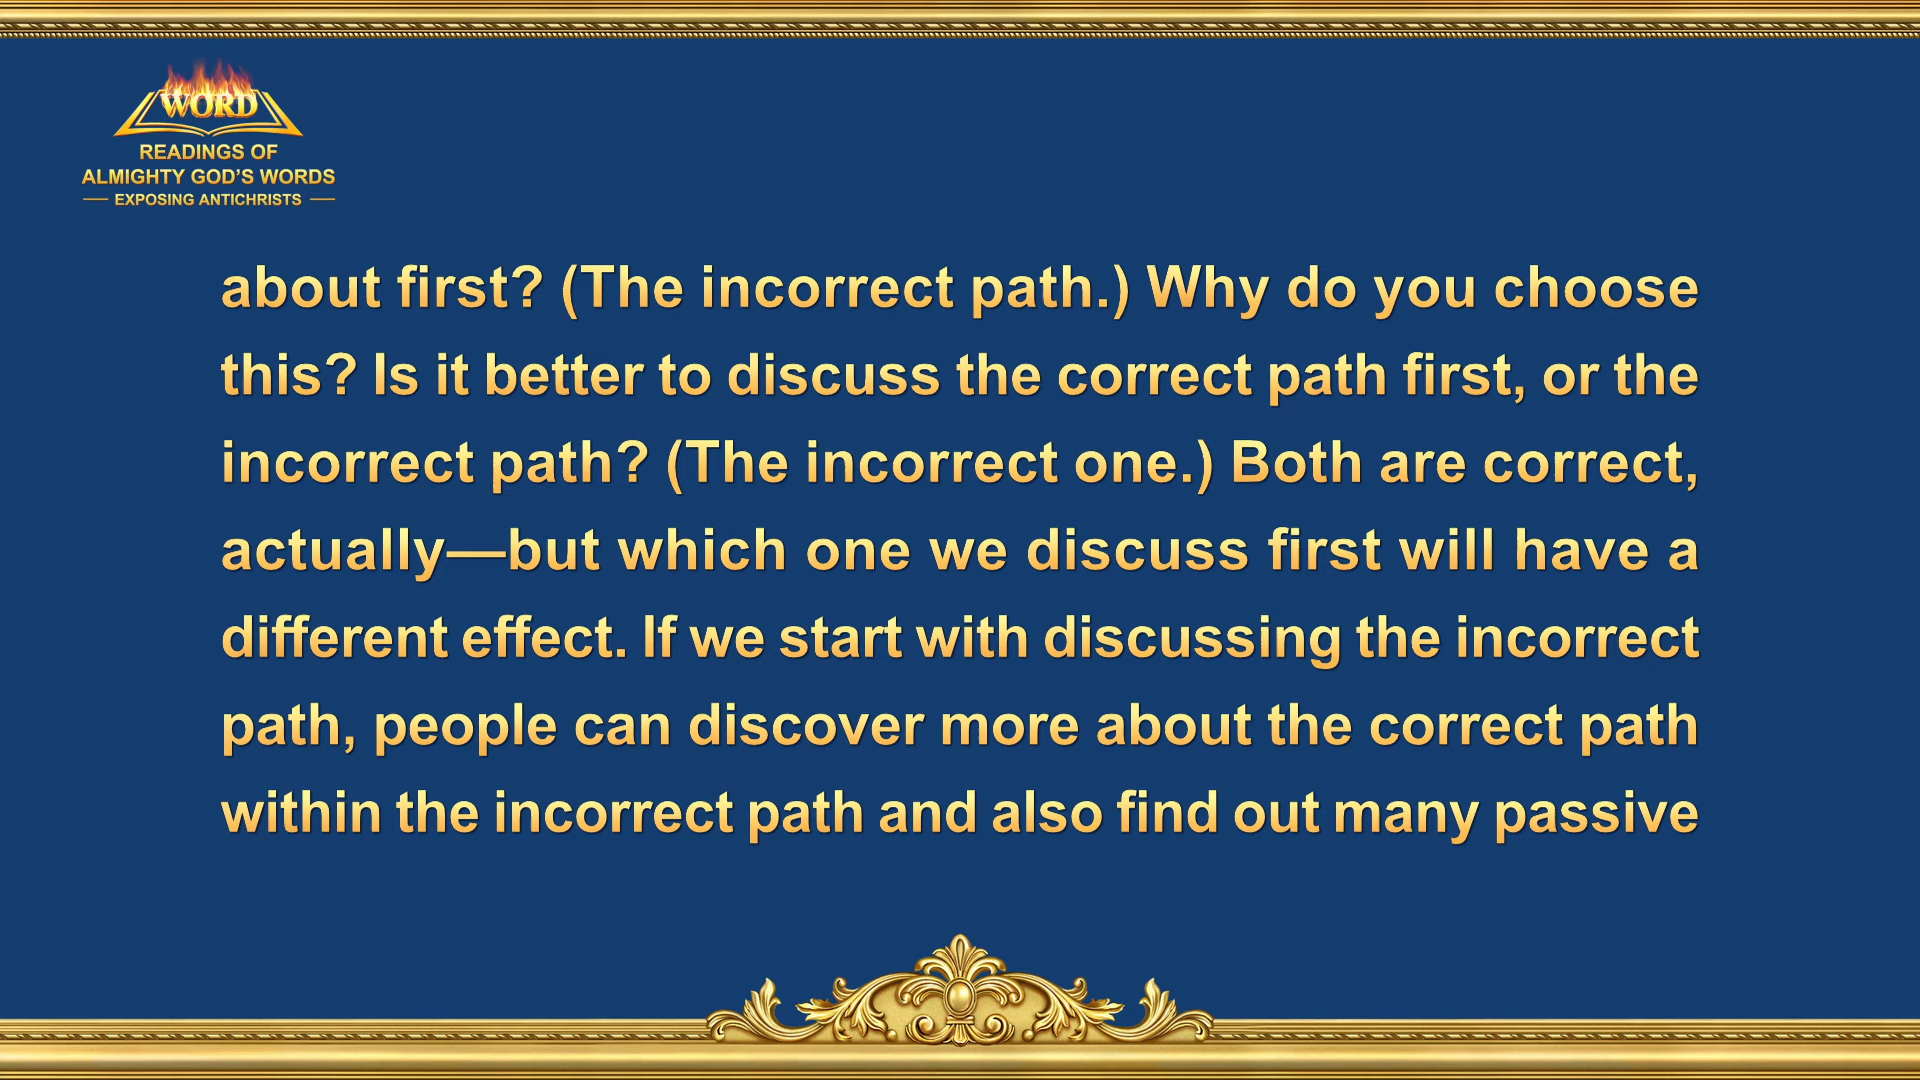 WORD
READINGS OF
ALMIGHTY GOD'S WORDS
EXPOSING ANTICHRISTS
about first? (The incorrect path.) Why do you choose
this? Is it better to discuss the correct path first, or the
incorrect path? (The incorrect one.) Both are correct,
actually—but which one we discuss first will have a
different effect. If we start with discussing the incorrect
path, people can discover more about the correct path
within the incorrect path and also find out many passive